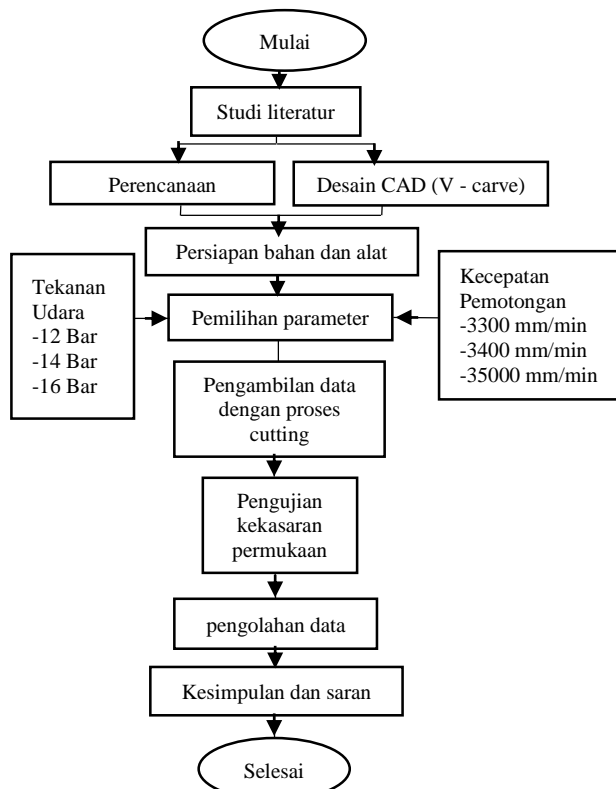 Mulai
Studi literatur
Perencanaan
Desain CAD (V - carve)
Persiapan bahan dan alat
Tekanan
Udara
-12 Bar
-14 Bar
-16 Bar
Pemilihan parameter
Kecepatan
Pemotongan
-3300 mm/min
-3400 mm/min
-35000 mm/min
Pengambilan data
dengan proses
cutting
Pengujian
kekasaran
permukaan
pengolahan data
Kesimpulan dan saran
Selesai